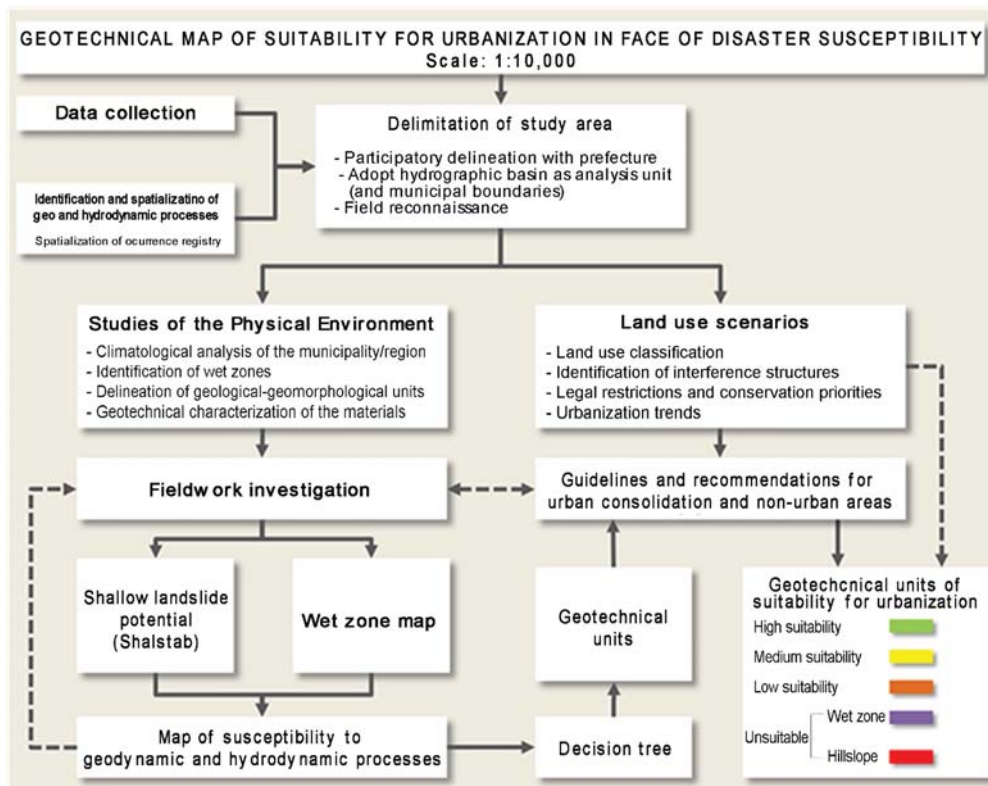 GEOTECHNICAL MAP OF SUITABILITY FOR URBANIZATION IN FACE OF DISASTER SUSCEPTIBILITY
Scale: 1:10,000
Data collection
Identification and spatializatino of
geo and hydrodynamic processes
Spatialization of ocurrence registry
Delimitation of study area
- Participatory delineation with prefecture
- Adopt hydrographic basin as analysis unit
(and municipal boundaries)
- Field reconnaissance
Studies of the Physical Environment
- Climatological analysis of the municipality/region
- Identification of wet zones
- Delineation of geological-geomorphological units
- Geotechnical characterization of the materials
Land use scenarios
- Land use classification
- Identification of interference structures
- Legal restrictions and conservation priorities
- Urbanization trends
Fieldwork investigation
Guidelines and recommendations for
urban consolidation and non-urban areas
Shallow landslide
potential
(Shalstab)
Wet zone map
Geotechnical
units
Geotechcnical units of
suitability for urbanization
High suitability
Medium suitability
Low suitability
Unsuitable
Wet zone
Hillslope
Map of susceptibility to
geodynamic and hydrodynamic processes
Decision tree